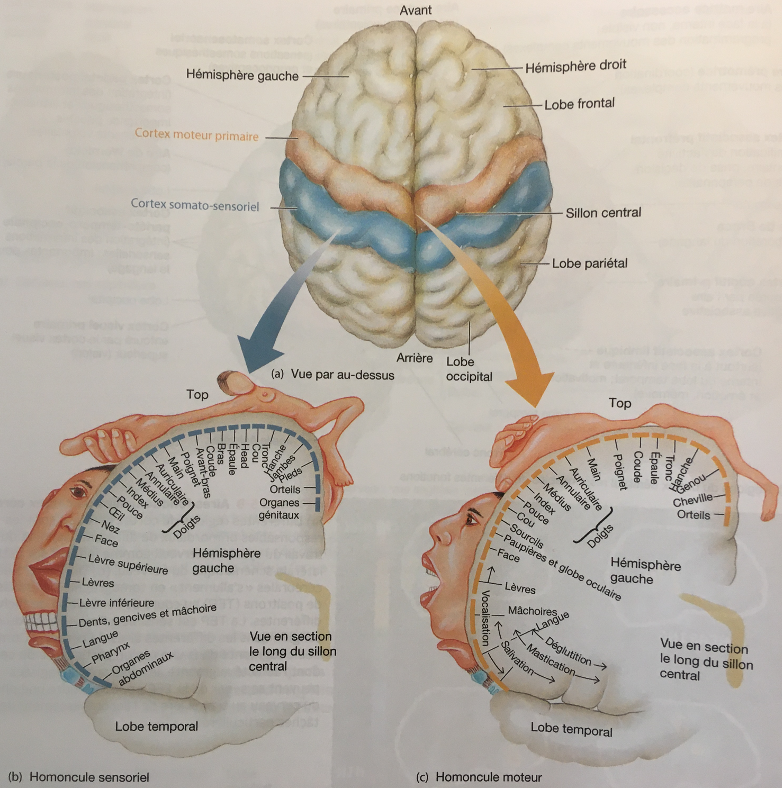 Avant
Hémisphère gauche
Hémisphère droit
Lobe frontal
Cortex moteur primaire
Cortex somato-sensoriel
Sillon central
Lobe pariétal
Arrière
Lobe
occipital
(a) Vue par au-dessus
Top
Organes
génitaux
Orteils
Pieds
Jambes
Hanche
Tronc
Cou
Head
Épaule
Bras
Coude
Avant-bras
Poignet
Main
Auriculaire
Annulaire
Médius
Index
Pouce
Doigts
Œil
Nez
Face
Lèvre supérieure
Lèvres
Lèvre inférieure
Dents, gencives et mâchoire
Langue
Pharynx
Organes
abdominaux
Hémisphère
gauche
Vue en section
le long du sillon
central
Lobe temporal
(b) Homoncule sensoriel
Top
Orteils
Cheville
Genou
Hanche
Tronc
Épaule
Coude
Poignet
Main
Auriculaire
Annulaire
Médius
Index
Pouce
Doigts
Cou
Sourcils
Paupières et globe oculaire
Face
Lèvres
Mâchoires
Langue
Vocalisation
Salivation
Mastication
Déglutition
Hémisphère
gauche
Vue en section
le long du sillon
central
Lobe temporal
(c) Homoncule moteur